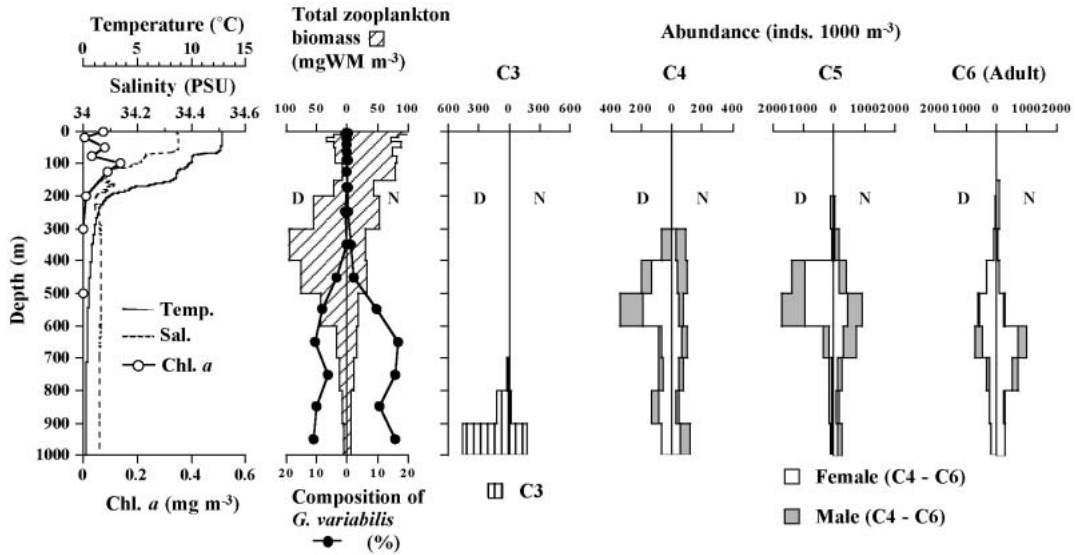 Temperature (°C)
0 5 10 15
Salinity (PSU)
34 34.2 34.4 34.6
Total zooplankton
biomass
(mgWM m-3)
100 50 0 50 100
Abundance (inds. 1000 m-3)
C3
600 300 0 300 600
C4
400 200 0 200 400
C5
2000 1000 0 1000 2000
C6 (Adult)
2000 1000 0 1000 2000
Depth (m)
0
100
200
300
400
500
600
700
800
900
1000
Temp.
Sal.
Chl. a
D N
D N
D N
D N
D N
0 0.2 0.4 0.6
Chl. a (mg m-3)
20 10 0 10 20
Composition of
G. variabilis
(%)
C3
Female (C4 - C6)
Male (C4 - C6)